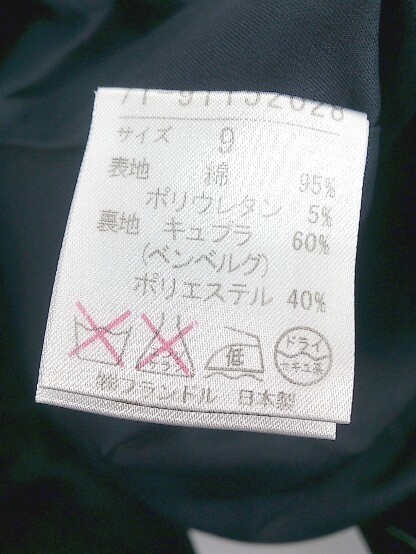 サイズ 9
表地 綿 95%
ポリウレタン 5%
裏地 キュプラ 60%
(ベンベルグ)
ポリエステル 40%
低 ドライ
セキユ系
㈱フランドル 日本製